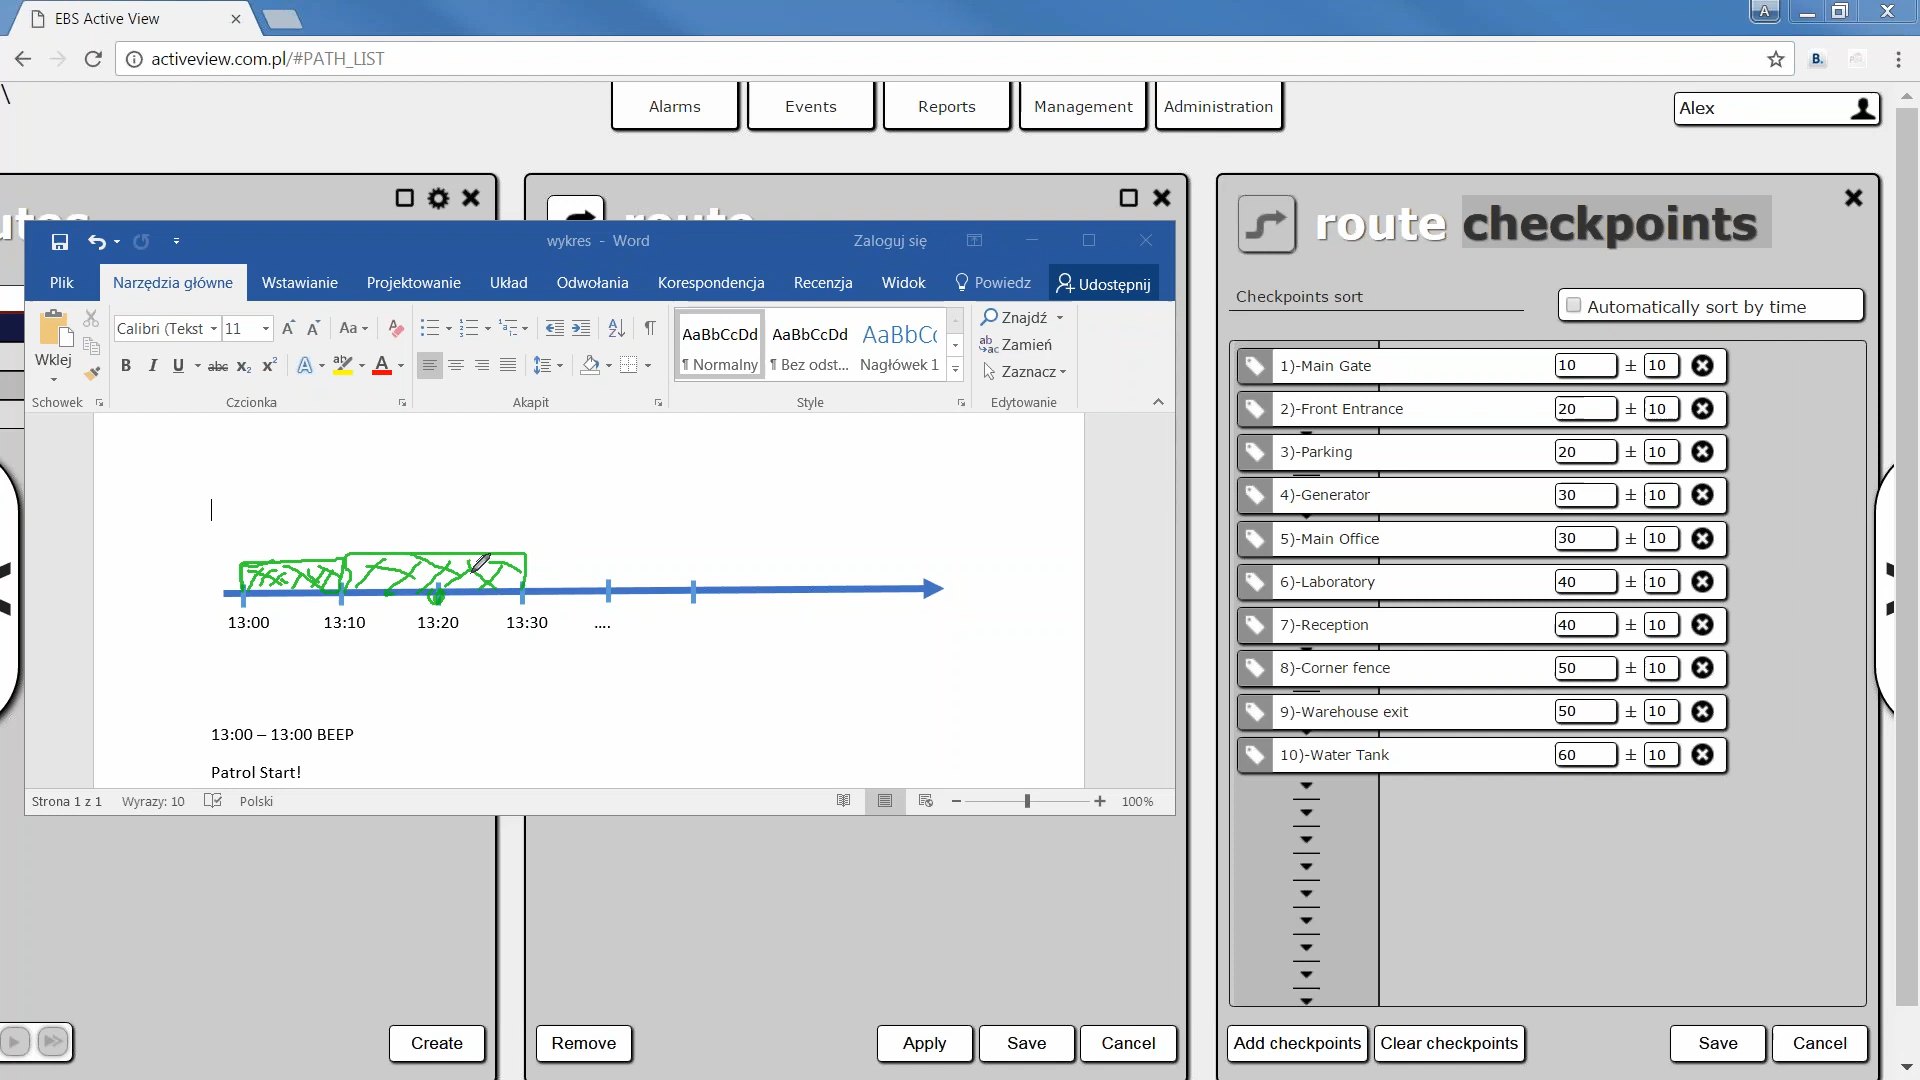 EBS Active View
A
activeview.com.pl/#PATH_LIST
B.
\
Alarms
Events
Reports
Management
Administration
Alex
route checkpoints
Checkpoints sort
Automatically sort by time
1)-Main Gate 10 ± 10
2)-Front Entrance 20 ± 10
3)-Parking 20 ± 10
4)-Generator 30 ± 10
5)-Main Office 30 ± 10
6)-Laboratory 40 ± 10
7)-Reception 40 ± 10
8)-Corner fence 50 ± 10
9)-Warehouse exit 50 ± 10
10)-Water Tank 60 ± 10
wykres - Word
Zaloguj się
Plik
Narzędzia główne
Wstawianie
Projektowanie
Układ
Odwołania
Korespondencja
Recenzja
Widok
Powiedz
Udostępnij
Wklej
Calibri (Tekst
11
AaBbCcDd
¶ Normalny
AaBbCcDd
¶ Bez odst...
AaBbCc
Nagłówek 1
Znajdź
Zamień
Zaznacz
Schowek
Czcionka
Akapit
Style
Edytowanie
13:00 13:10 13:20 13:30 ....
13:00 – 13:00 BEEP
Patrol Start!
Strona 1 z 1
Wyrazy: 10
Polski
100%
Create
Remove
Apply
Save
Cancel
Add checkpoints
Clear checkpoints
Save
Cancel